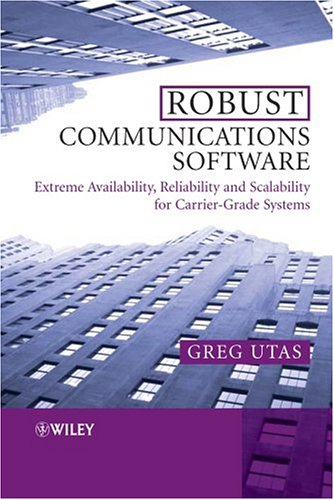 ROBUST
COMMUNICATIONS
SOFTWARE
Extreme Availability, Reliability and Scalability
for Carrier-Grade Systems
GREG UTAS
WILEY